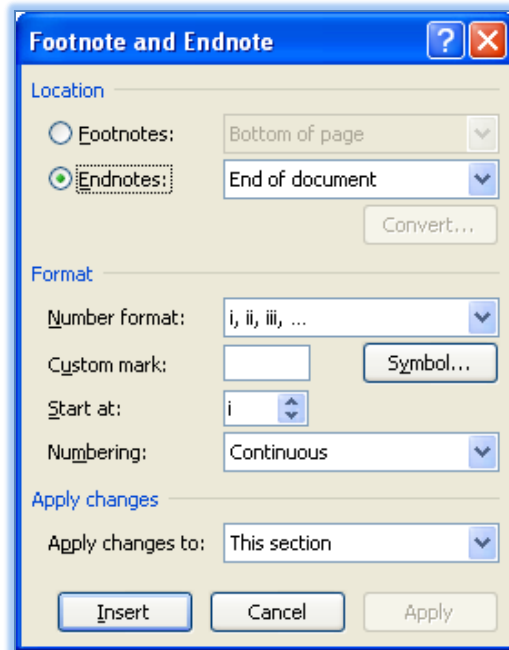 Footnote and Endnote ?
Location
Footnotes: Bottom of page
Endnotes: End of document
Convert...
Format
Number format: i, ii, iii, ...
Custom mark: Symbol...
Start at: i
Numbering: Continuous
Apply changes
Apply changes to: This section
Insert Cancel Apply